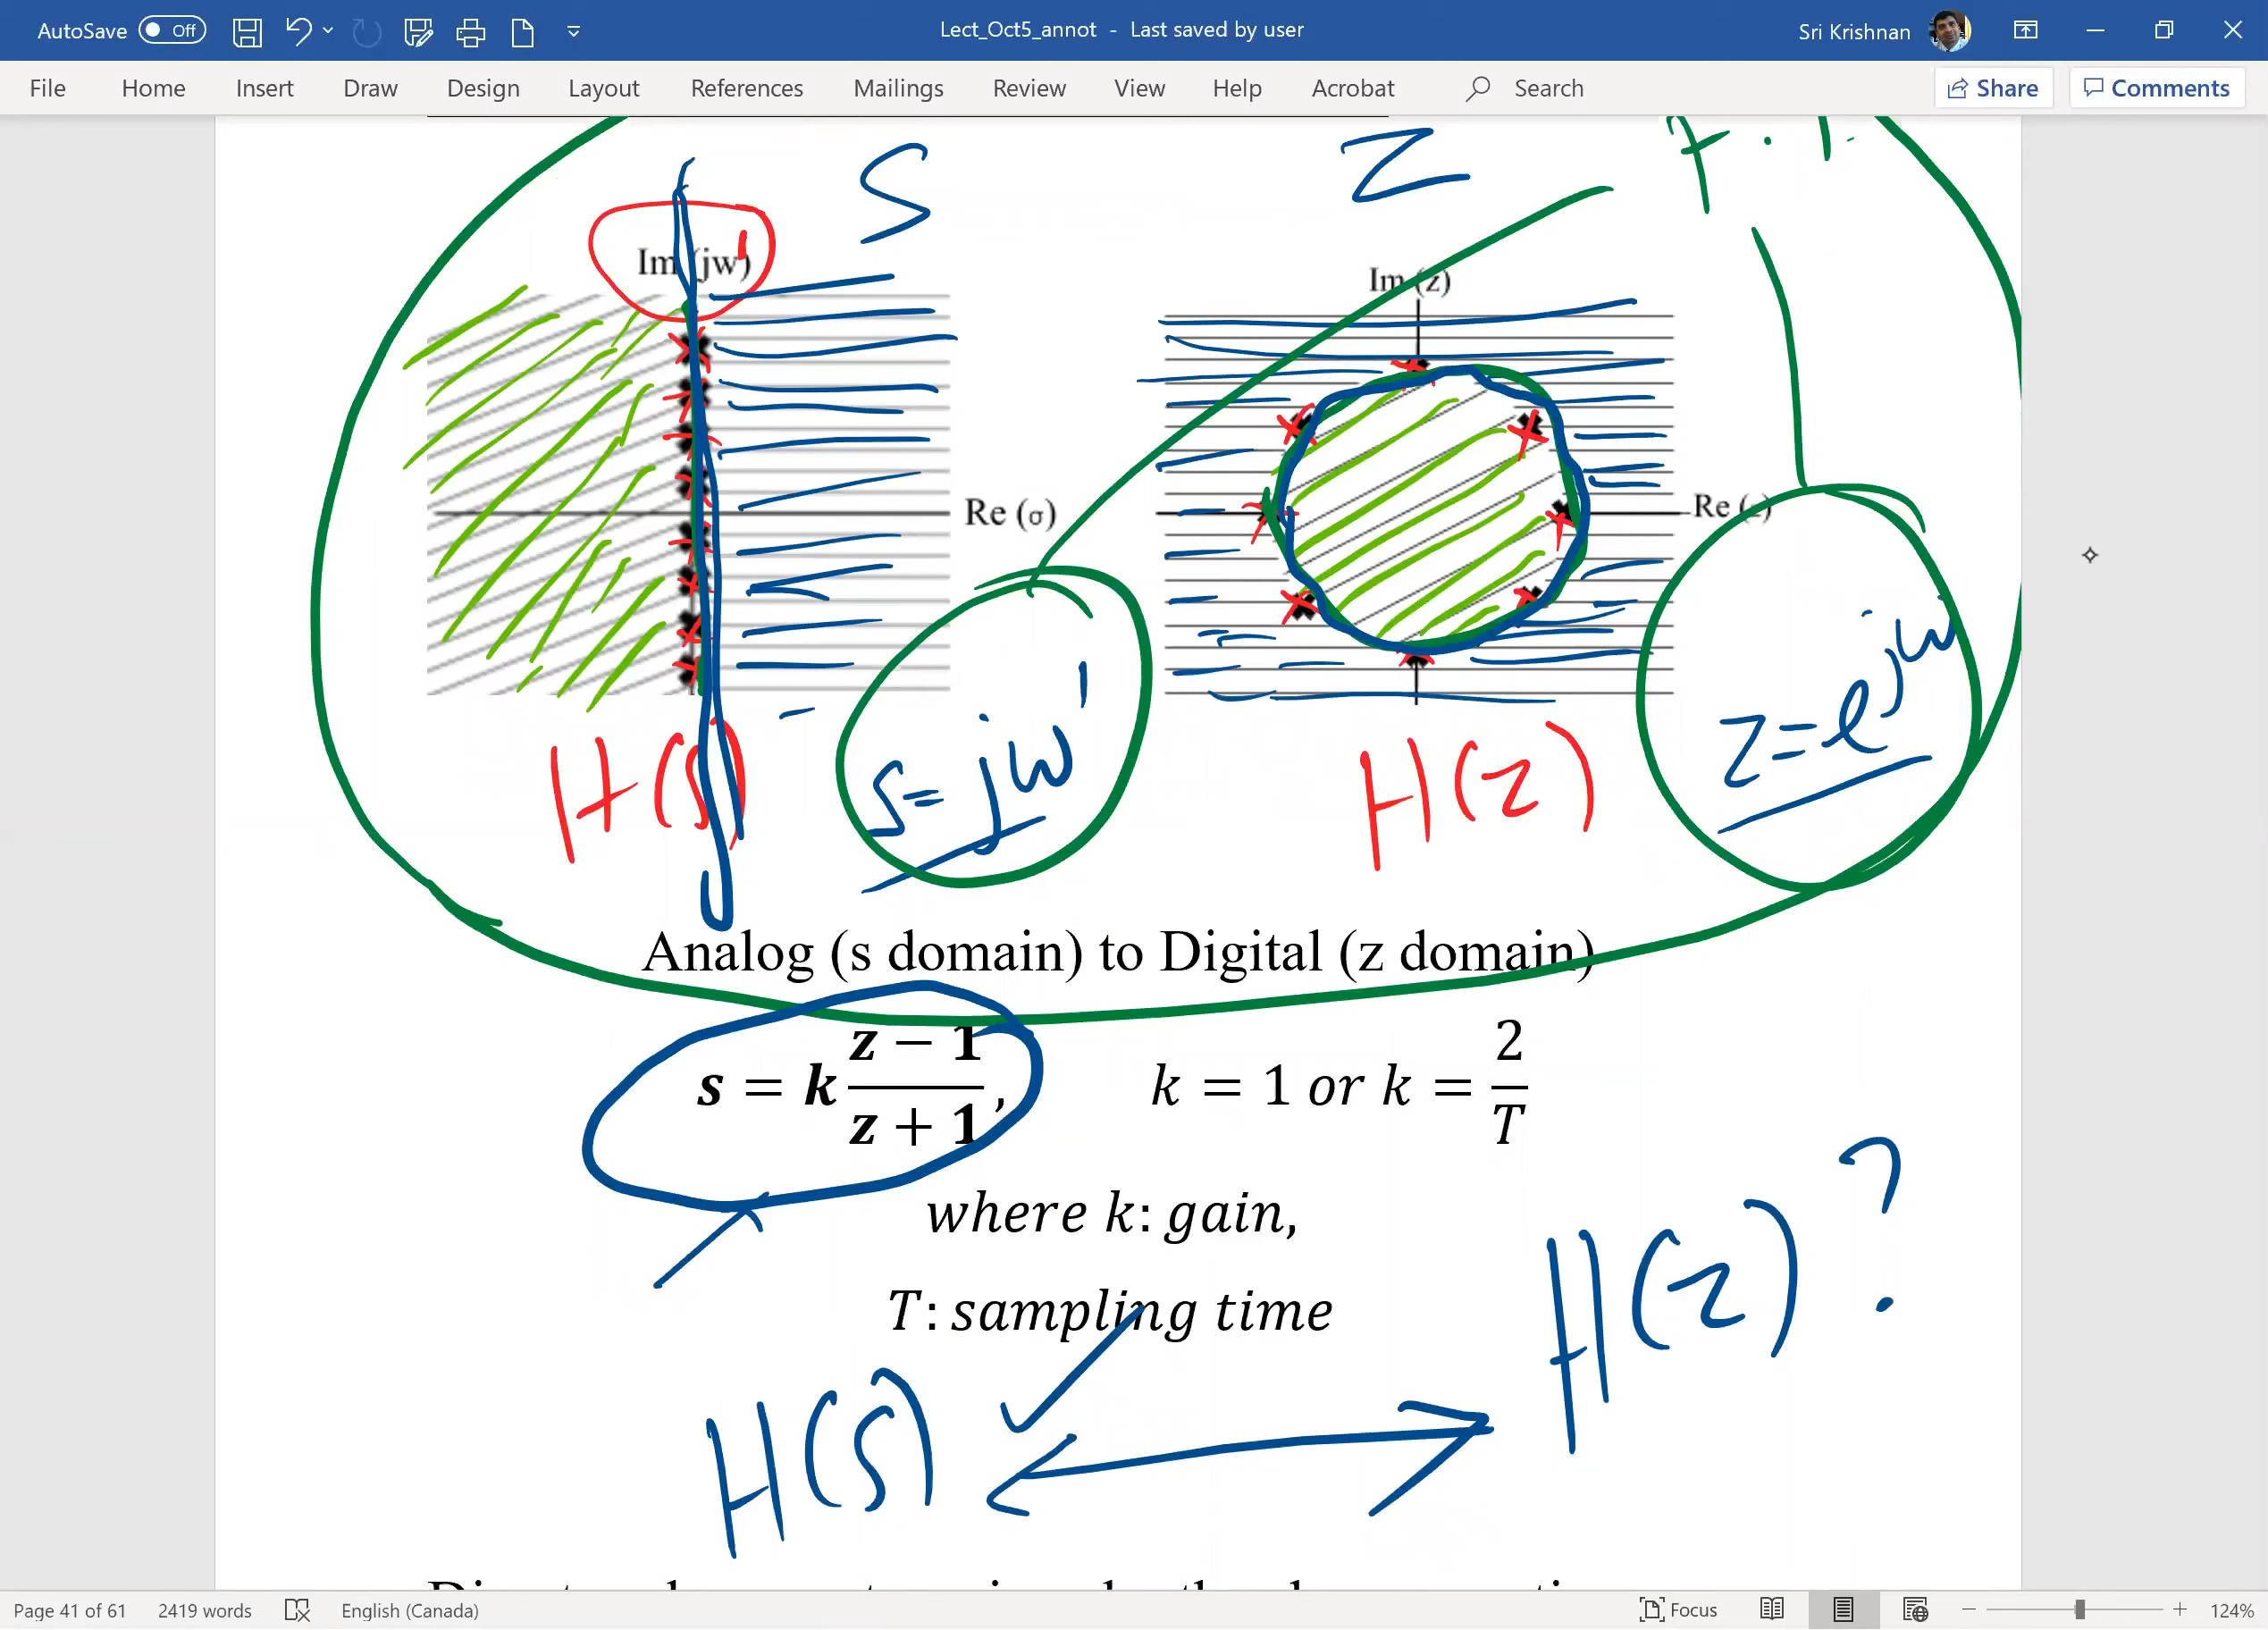 AutoSave Off Lect_Oct5_annot - Last saved by user Sri Krishnan
File Home Insert Draw Design Layout References Mailings Review View Help Acrobat Search Share Comments
S Z
Im (jw') Im (z)
Re (σ) Re (z)
H(s) s=jw' H(z) z=e^jw
Analog (s domain) to Digital (z domain)
s = k (z − 1)/(z + 1), k = 1 or k = 2/T
where k: gain,
T: sampling time
H(s) ⟷ H(z)?
Page 41 of 61 2419 words English (Canada) Focus 124%